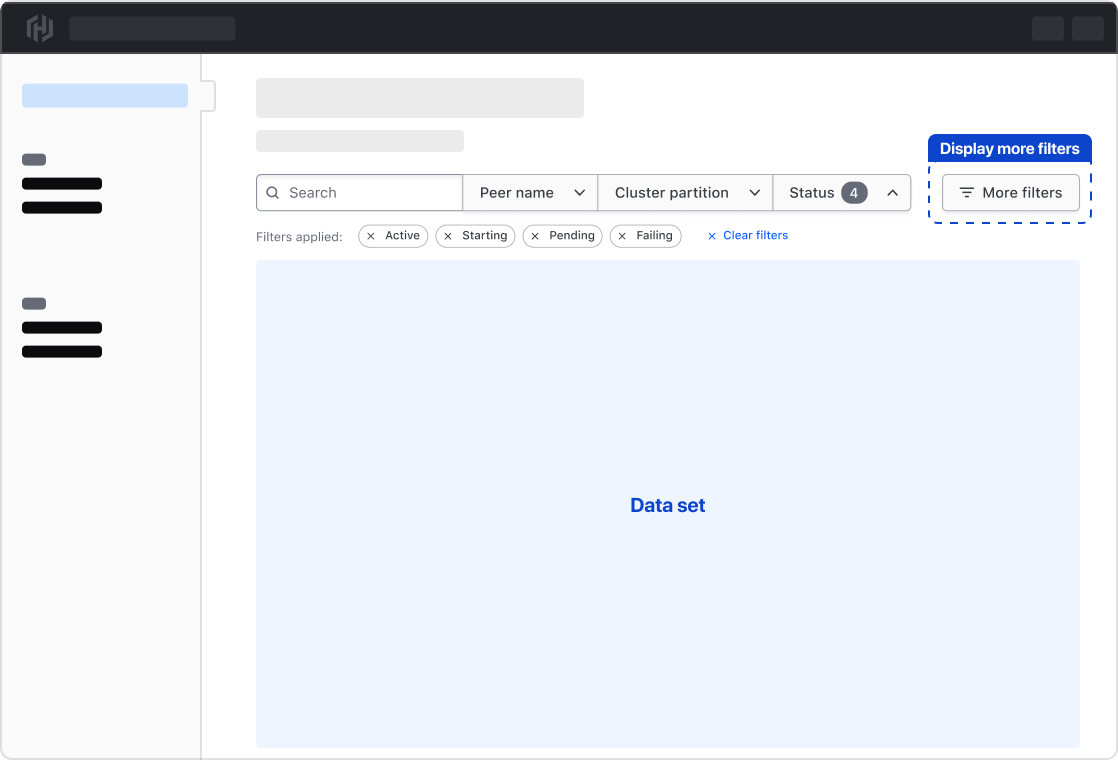 Display more filters
Search Peer name Cluster partition Status 4 More filters
Filters applied: Active Starting Pending Failing Clear filters
Data set